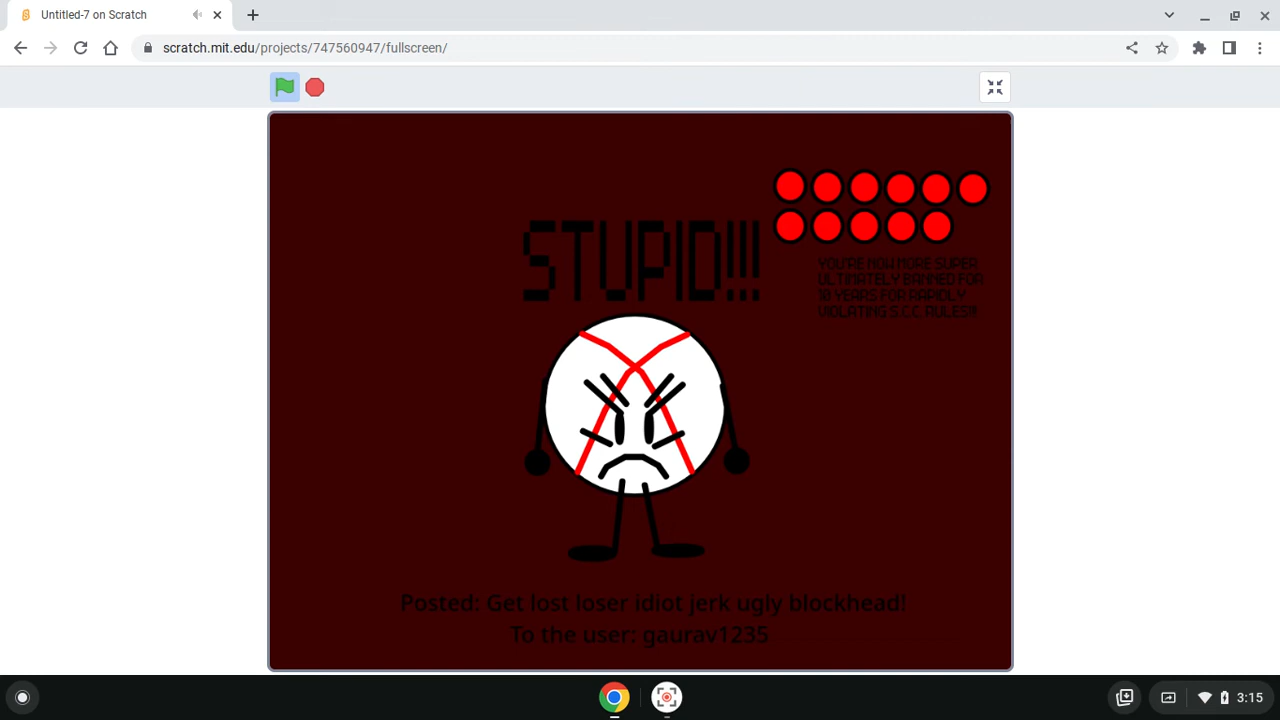 Untitled-7 on Scratch
scratch.mit.edu/projects/747560947/fullscreen/
STUPID!!!
YOU'RE NOW MORE SUPER
ULTIMATELY BANNED FOR
10 YEARS FOR RAPIDLY
VIOLATING S.C.C RULES!!!
Posted: Get lost loser idiot jerk ugly blockhead!
To the user: gaurav1235
3:15